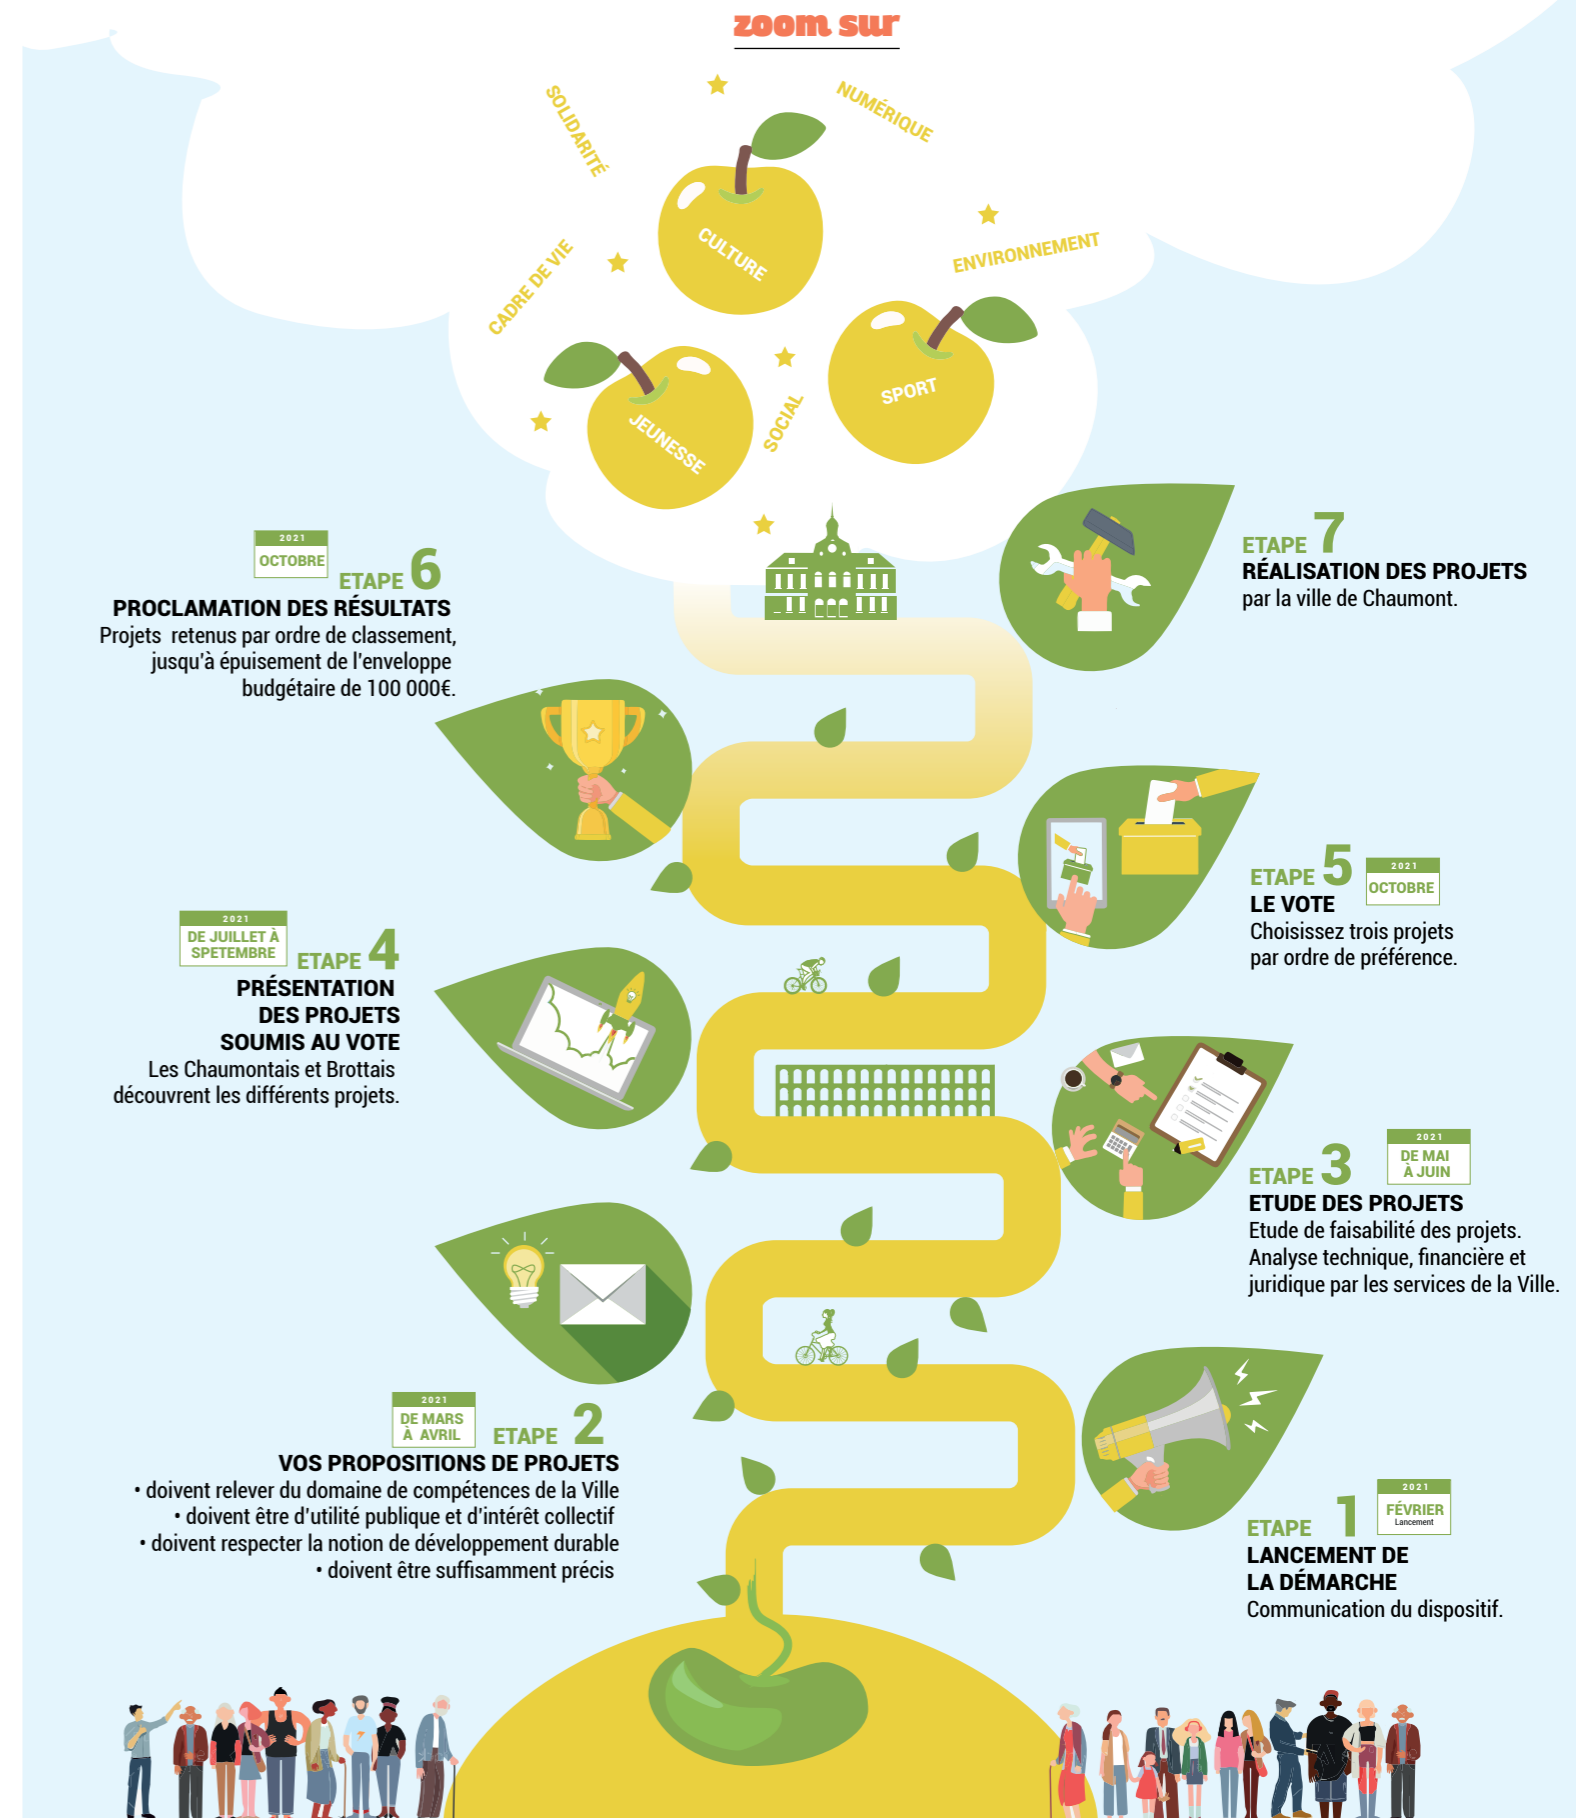 zoom sur
SOLIDARITÉ
NUMÉRIQUE
CULTURE
CADRE DE VIE
ENVIRONNEMENT
JEUNESSE
SOCIAL
SPORT
ETAPE 7
RÉALISATION DES PROJETS
par la ville de Chaumont.
2021
OCTOBRE
ETAPE 6
PROCLAMATION DES RÉSULTATS
Projets retenus par ordre de classement,
jusqu'à épuisement de l'enveloppe
budgétaire de 100 000€.
ETAPE 5
2021
OCTOBRE
LE VOTE
Choisissez trois projets
par ordre de préférence.
2021
DE JUILLET À
SPETEMBRE
ETAPE 4
PRÉSENTATION
DES PROJETS
SOUMIS AU VOTE
Les Chaumontais et Brottais
découvrent les différents projets.
ETAPE 3
2021
DE MAI
À JUIN
ETUDE DES PROJETS
Etude de faisabilité des projets.
Analyse technique, financière et
juridique par les services de la Ville.
2021
DE MARS
À AVRIL
ETAPE 2
VOS PROPOSITIONS DE PROJETS
• doivent relever du domaine de compétences de la Ville
• doivent être d'utilité publique et d'intérêt collectif
• doivent respecter la notion de développement durable
• doivent être suffisamment précis
ETAPE 1
2021
FÉVRIER
Lancement
LANCEMENT DE
LA DÉMARCHE
Communication du dispositif.